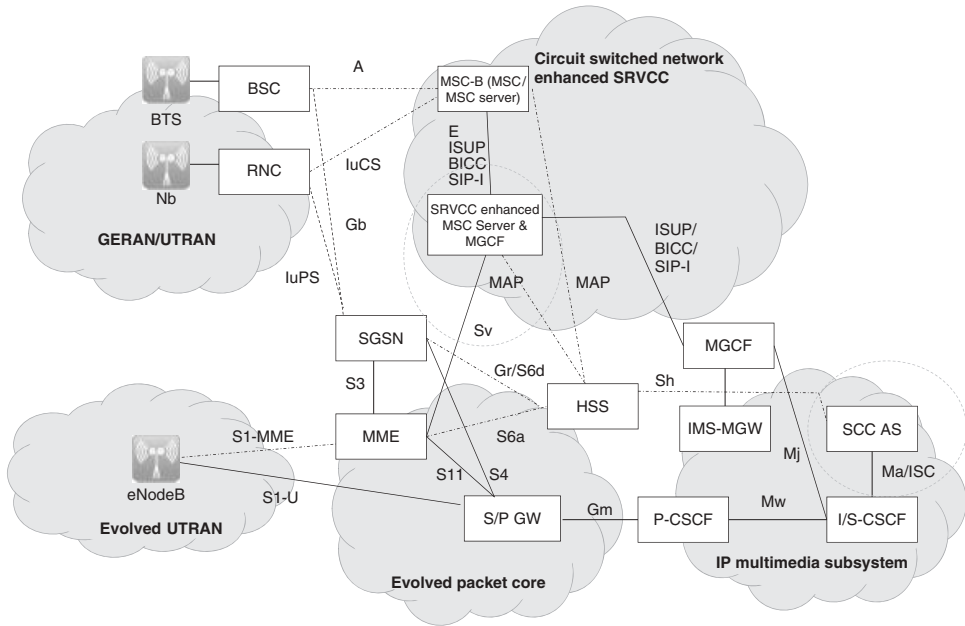 Circuit switched network
enhanced SRVCC
A
BSC
MSC-B (MSC/
MSC server)
BTS
E
ISUP
BICC
SIP-I
RNC
IuCS
Nb
SRVCC enhanced
MSC Server &
MGCF
Gb
ISUP/
BICC/
SIP-I
GERAN/UTRAN
IuPS
MAP
MAP
Sv
SGSN
MGCF
Gr/S6d
S3
Sh
HSS
IMS-MGW
SCC AS
MME
S1-MME
S6a
Mj
Ma/ISC
S11
S4
eNodeB
S1-U
Gm
Mw
S/P GW
P-CSCF
I/S-CSCF
Evolved UTRAN
IP multimedia subsystem
Evolved packet core